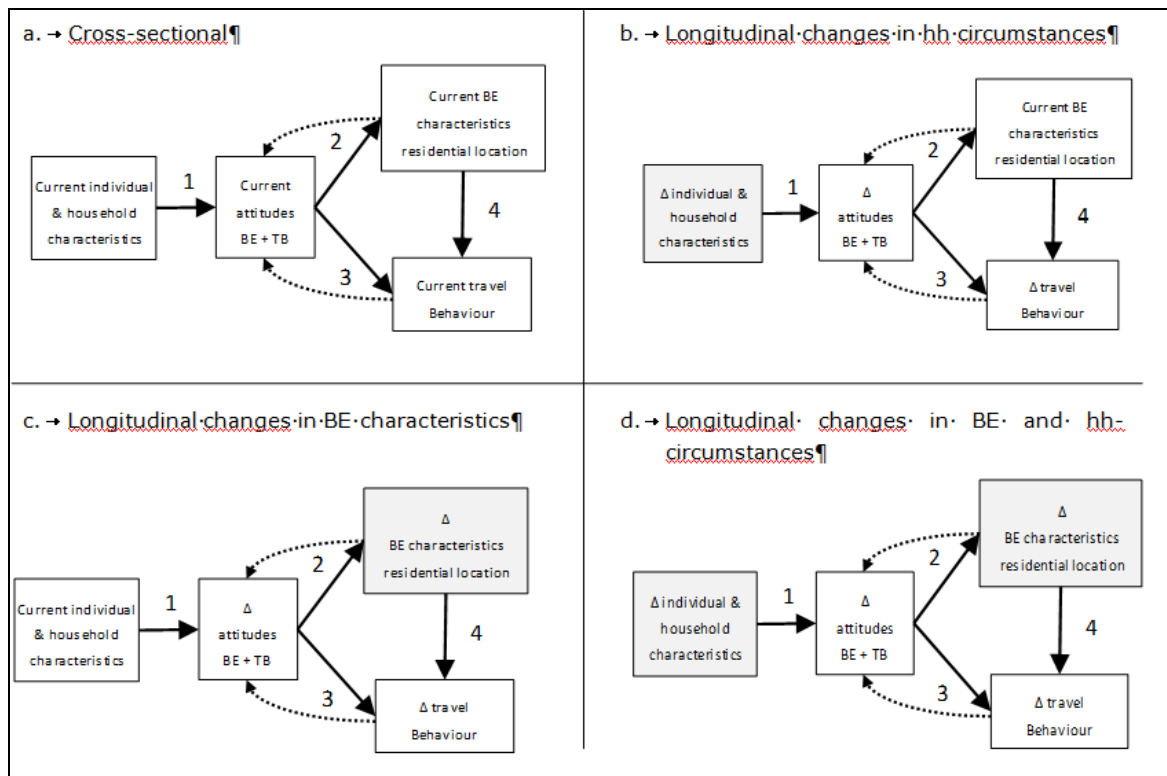 a. → Cross-sectional¶
Current BE
characteristics
residential location
2
1
Current individual
& household
characteristics
Current
attitudes
BE + TB
4
3
Current travel
Behaviour
b. → Longitudinal·changes·in·hh·circumstances¶
Current BE
characteristics
residential location
2
1
Δ individual &
household
characteristics
Δ
attitudes
BE + TB
4
3
Δ travel
Behaviour
c. → Longitudinal·changes·in·BE·characteristics¶
Δ
BE characteristics
residential location
2
1
Current individual
& household
characteristics
Δ
attitudes
BE + TB
4
3
Δ travel
Behaviour
d. → Longitudinal· changes· in· BE· and· hh-
circumstances¶
Δ
BE characteristics
residential location
2
1
Δ individual &
household
characteristics
Δ
attitudes
BE + TB
4
3
Δ travel
Behaviour